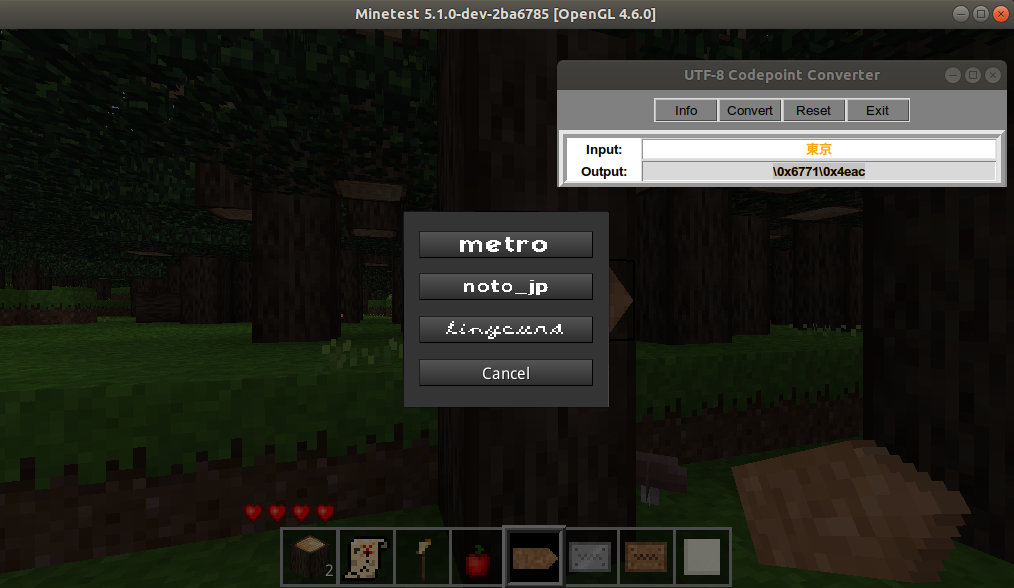 Minetest 5.1.0-dev-2ba6785 [OpenGL 4.6.0]
UTF-8 Codepoint Converter
Info Convert Reset Exit
Input: 東京
Output: \0x6771\0x4eac
metro
noto_jp
tinycurs
Cancel
2